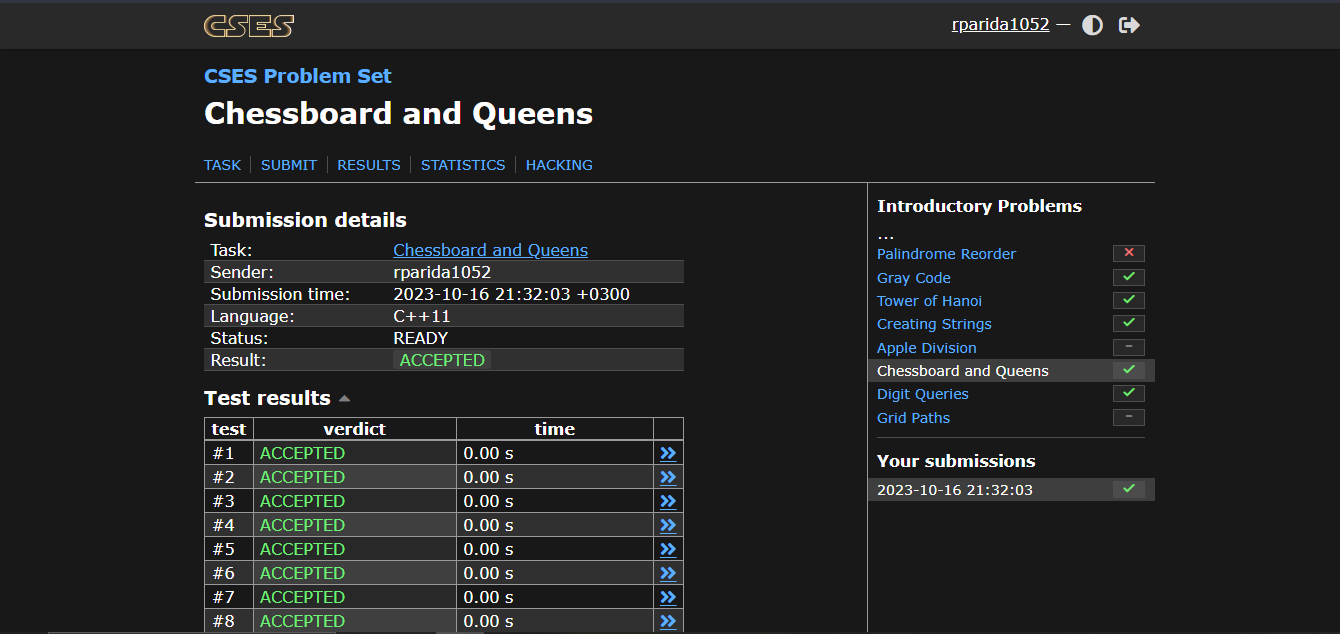 CSES
rparida1052 —
CSES Problem Set
Chessboard and Queens
TASK SUBMIT RESULTS STATISTICS HACKING
Submission details
Task: Chessboard and Queens
Sender: rparida1052
Submission time: 2023-10-16 21:32:03 +0300
Language: C++11
Status: READY
Result: ACCEPTED
Test results
test verdict time
#1 ACCEPTED 0.00 s
#2 ACCEPTED 0.00 s
#3 ACCEPTED 0.00 s
#4 ACCEPTED 0.00 s
#5 ACCEPTED 0.00 s
#6 ACCEPTED 0.00 s
#7 ACCEPTED 0.00 s
#8 ACCEPTED 0.00 s
Introductory Problems
...
Palindrome Reorder
Gray Code
Tower of Hanoi
Creating Strings
Apple Division –
Chessboard and Queens
Digit Queries
Grid Paths –
Your submissions
2023-10-16 21:32:03